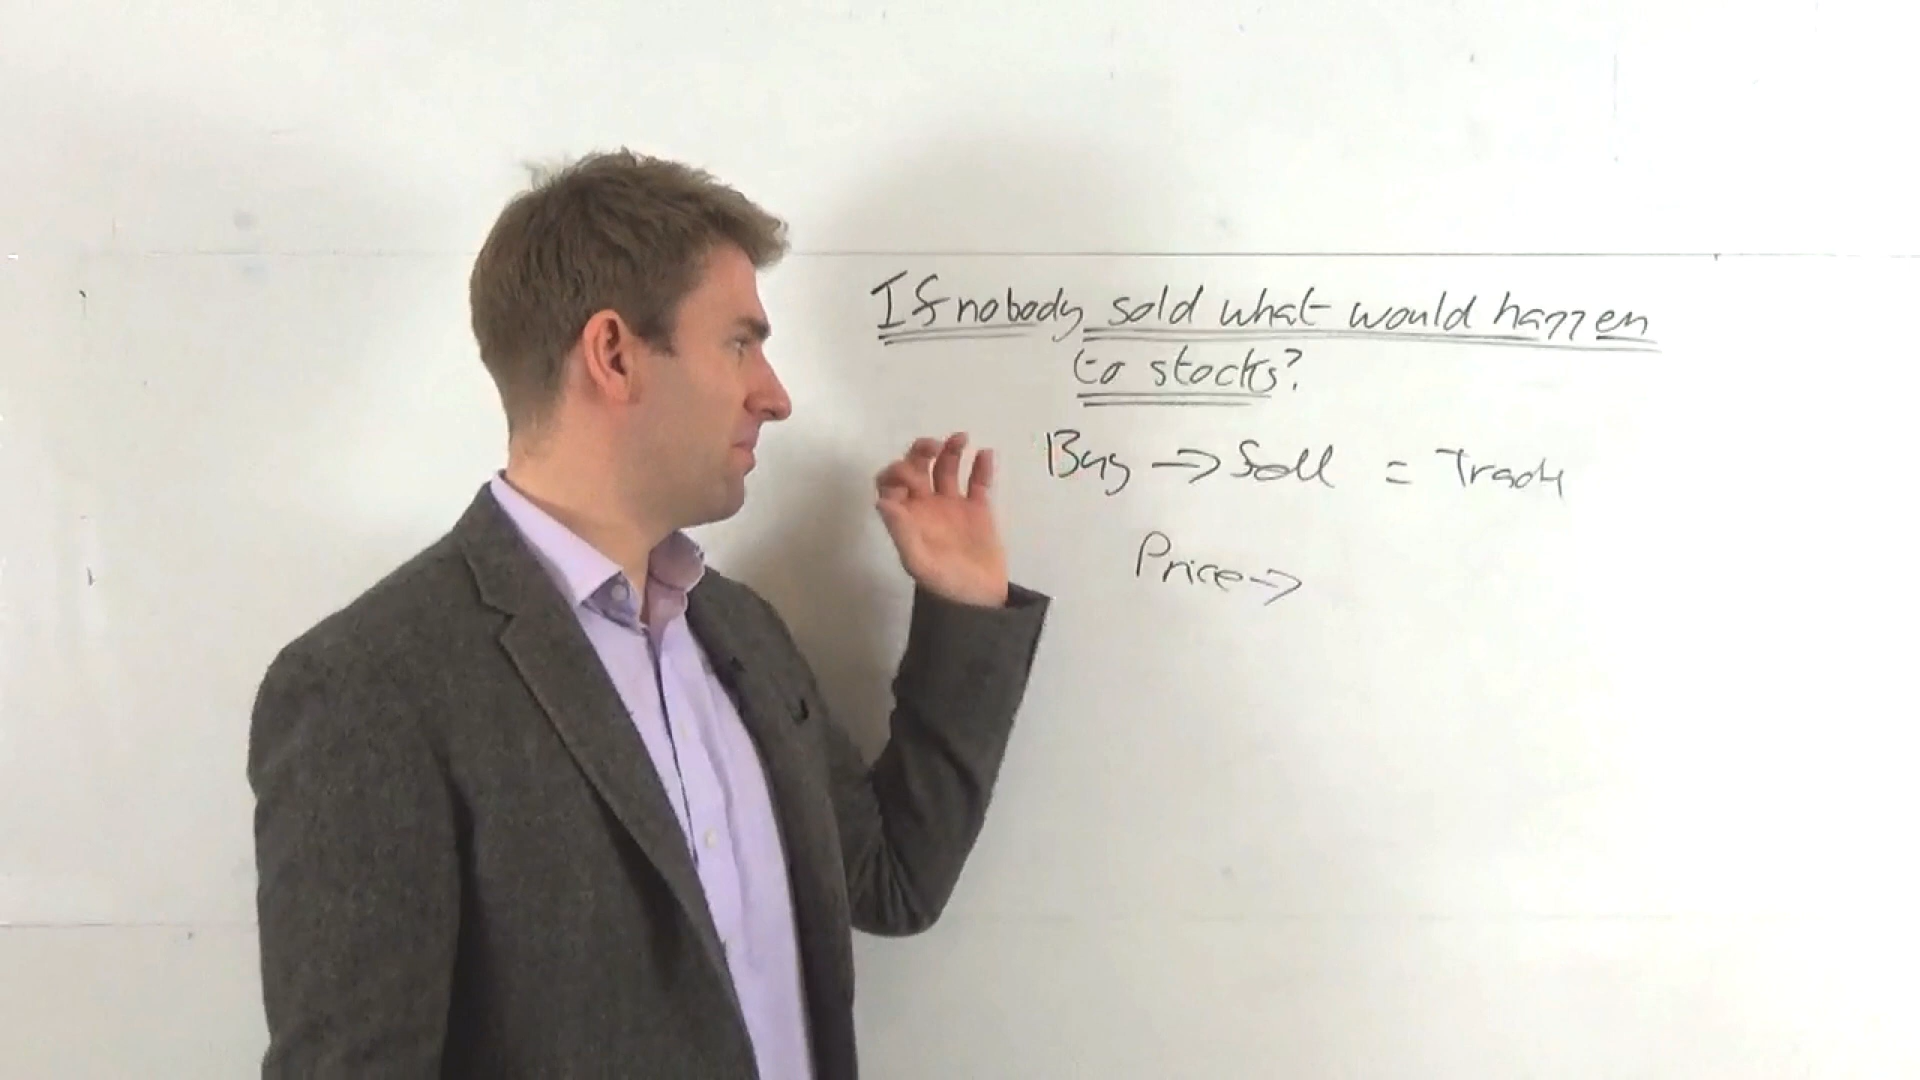 If nobody sold what would happen
to stocks?
Buy → Sell = Trade
Price →